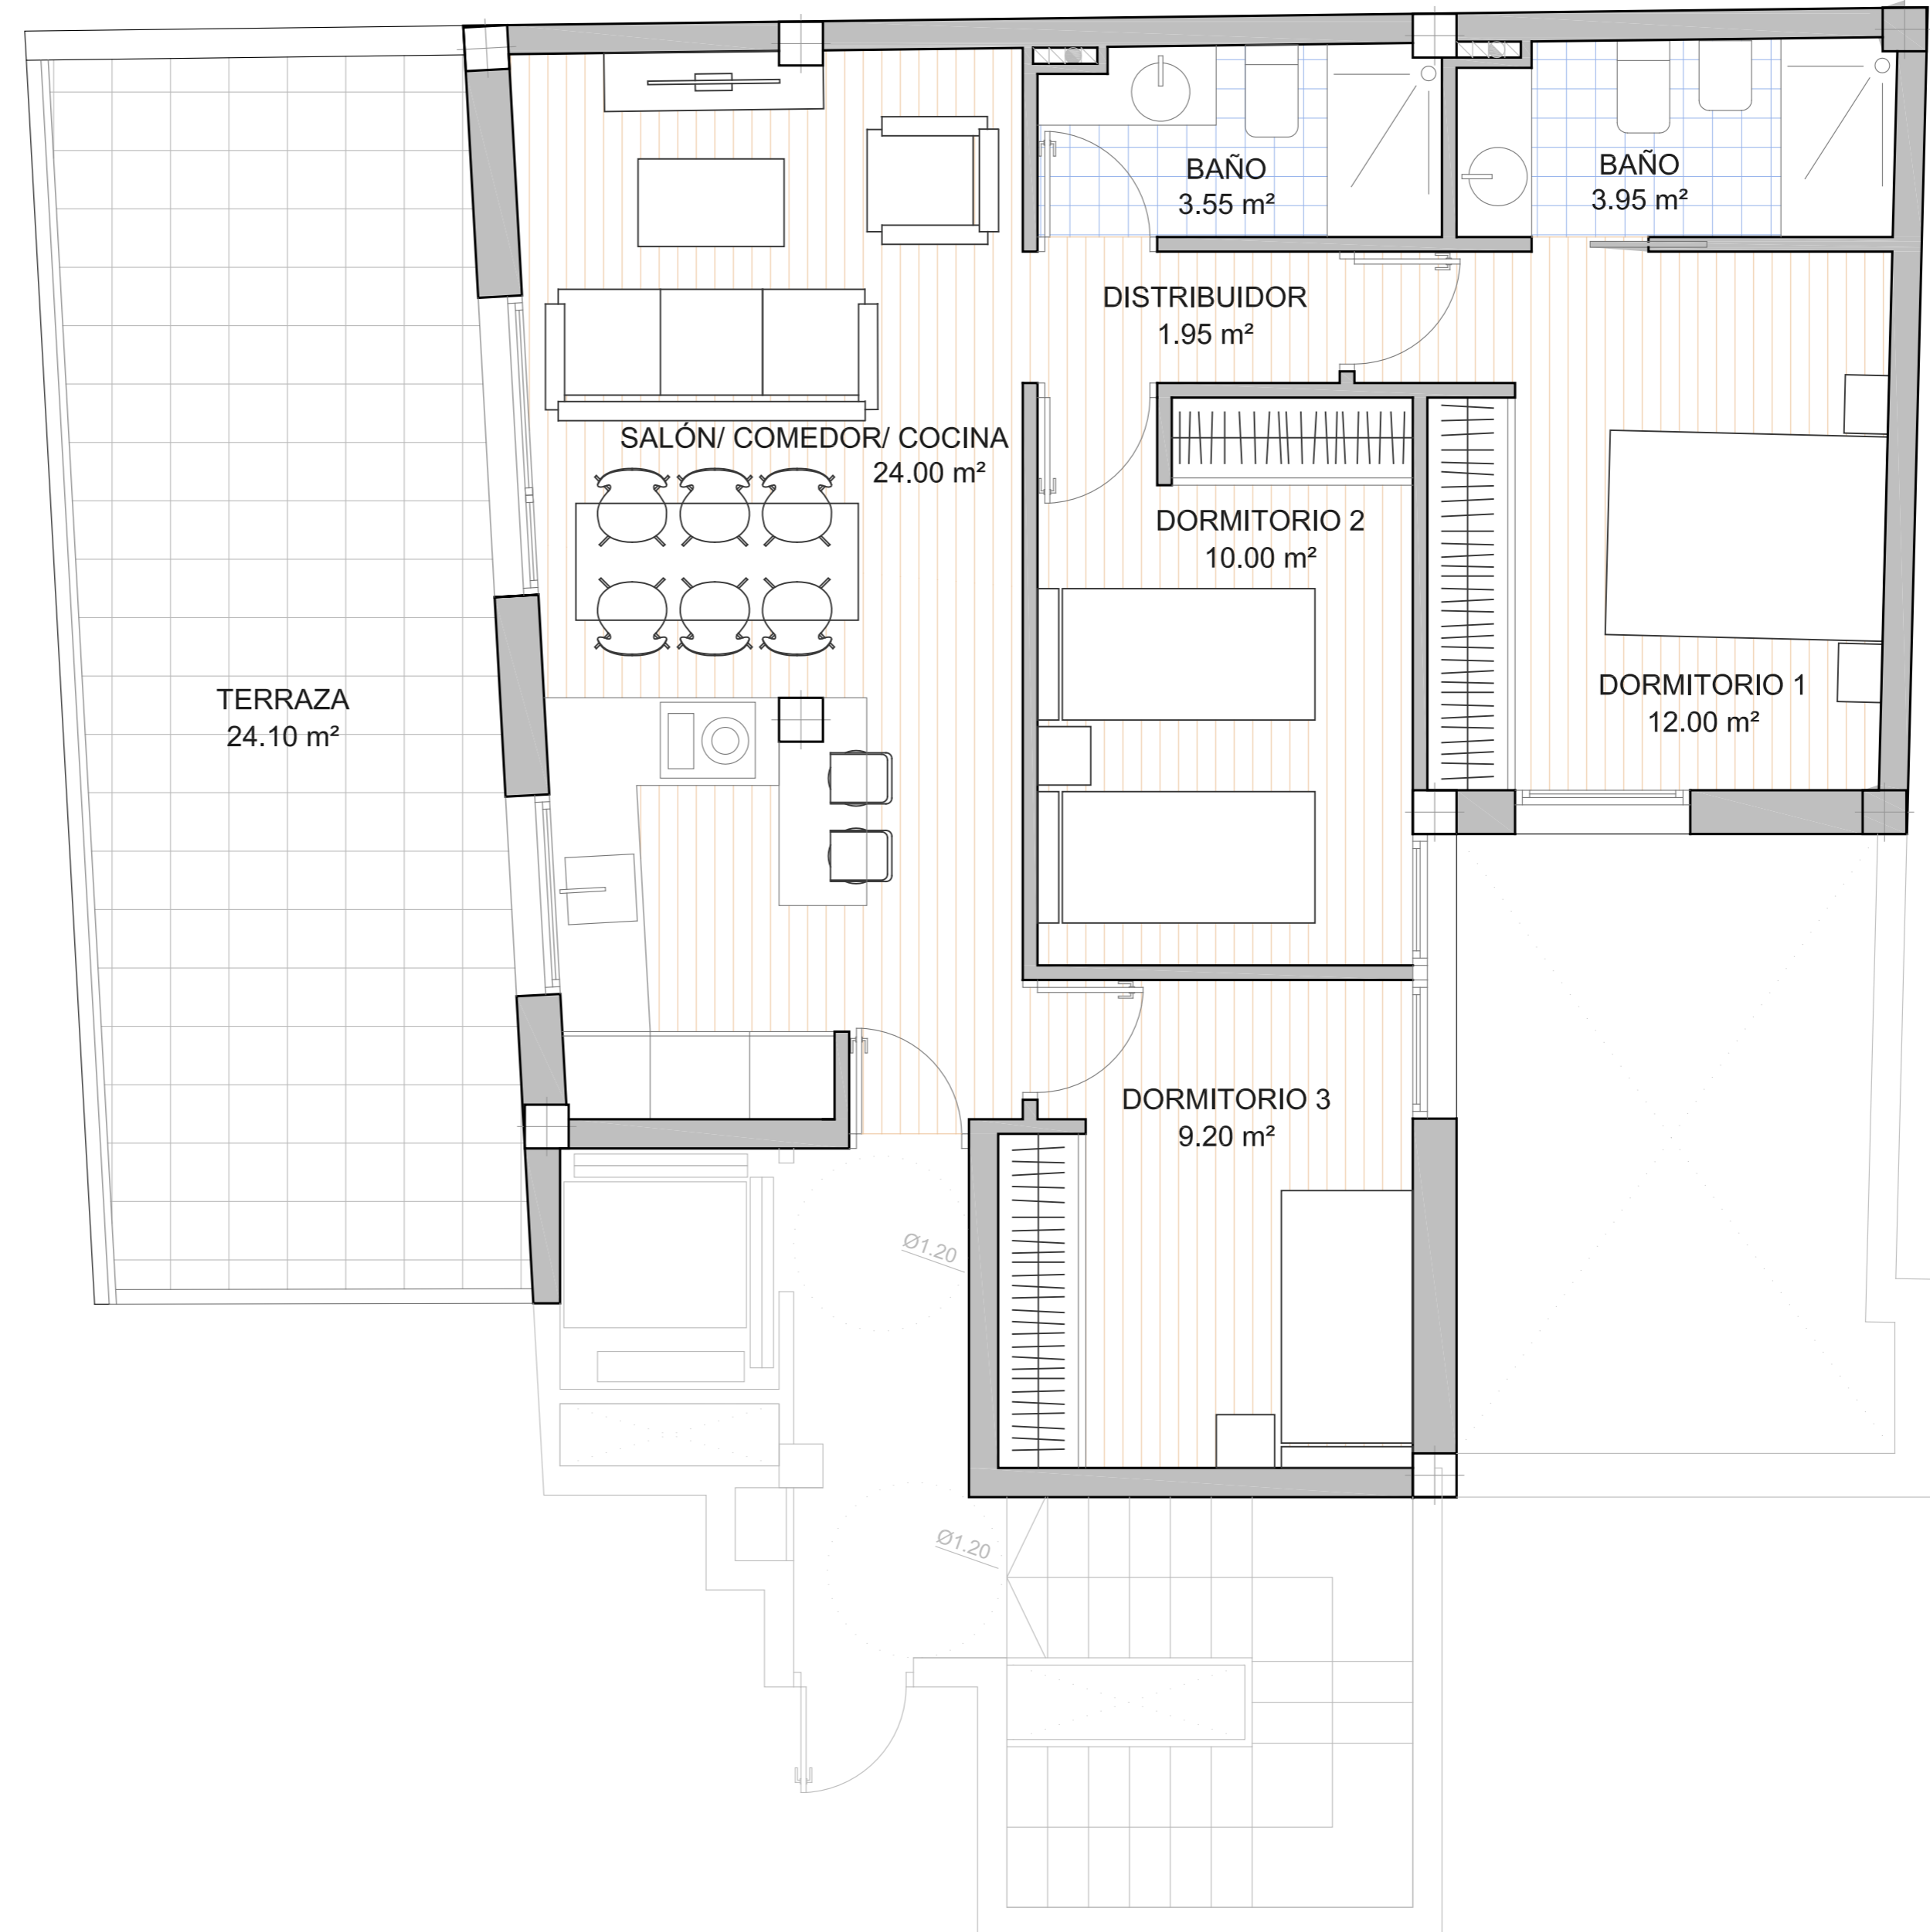 BAÑO
3.55 m²
BAÑO
3.95 m²
DISTRIBUIDOR
1.95 m²
SALÓN/ COMEDOR/ COCINA
24.00 m²
DORMITORIO 2
10.00 m²
TERRAZA
24.10 m²
DORMITORIO 1
12.00 m²
DORMITORIO 3
9.20 m²
Ø1.20
Ø1.20